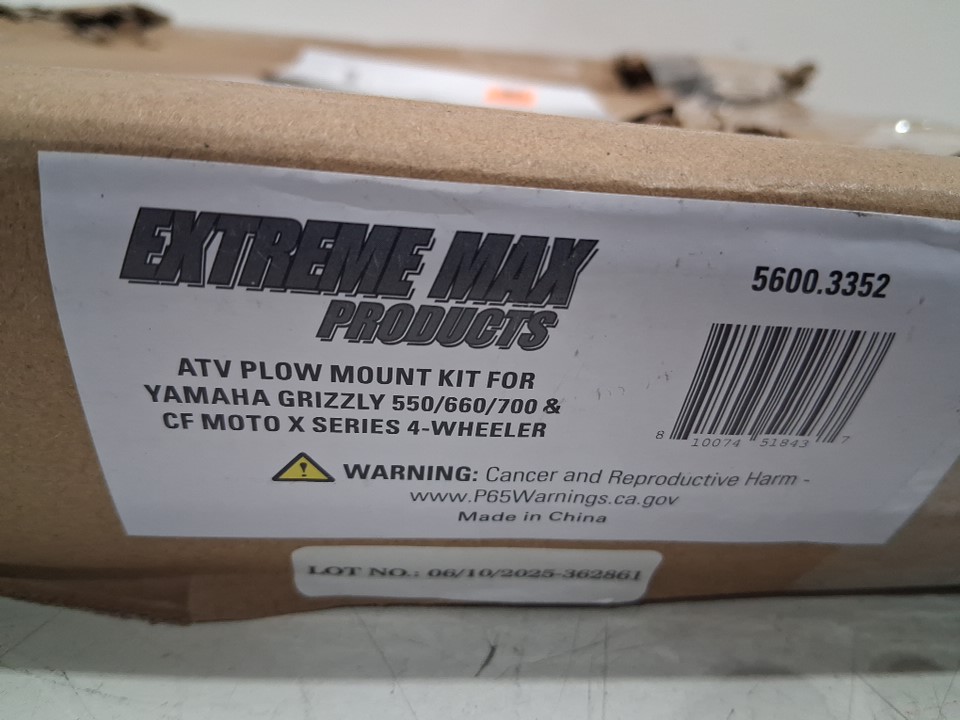 EXTREME MAX
PRODUCTS
5600.3352
ATV PLOW MOUNT KIT FOR
YAMAHA GRIZZLY 550/660/700 &
CF MOTO X SERIES 4-WHEELER
8 10074 51843 7
WARNING: Cancer and Reproductive Harm -
www.P65Warnings.ca.gov
Made in China
LOT NO.: 06/10/2025-362861